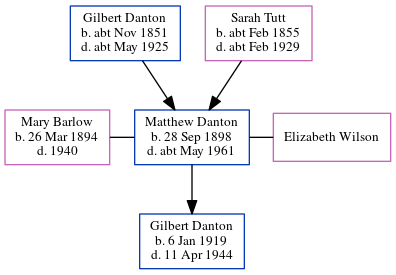 Gilbert Danton
b. abt Nov 1851
d. abt May 1925
Sarah Tutt
b. abt Feb 1855
d. abt Feb 1929
Mary Barlow
b. 26 Mar 1894
d. 1940
Matthew Danton
b. 28 Sep 1898
d. abt May 1961
Elizabeth Wilson
Gilbert Danton
b. 6 Jan 1919
d. 11 Apr 1944